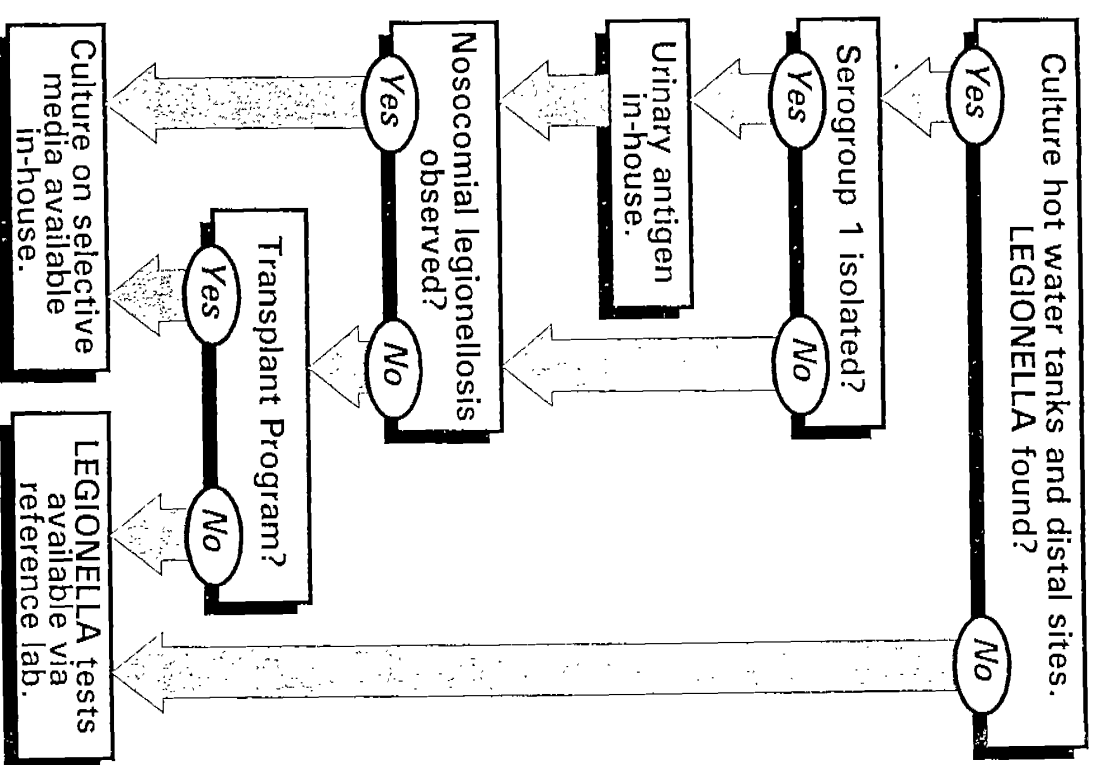 Culture hot water tanks and distal sites.
LEGIONELLA found?
Yes
No
Serogroup 1 isolated?
Yes
No
Urinary antigen
in-house.
Nosocomial legionellosis
observed?
Yes
No
Transplant Program?
Yes
No
Culture on selective
media available
in-house.
LEGIONELLA tests
available via
reference lab.